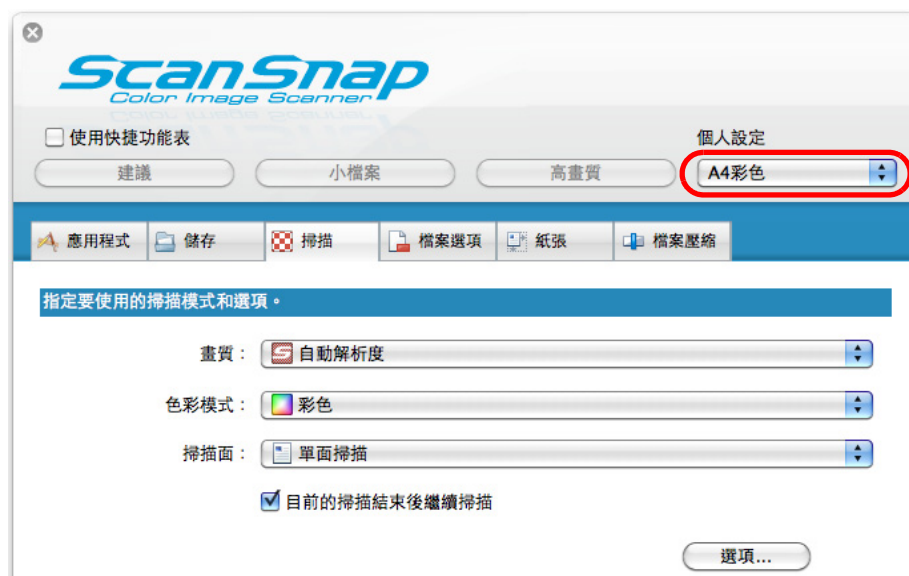 ScanSnap
Color Image Scanner
使用快捷功能表
個人設定
建議
小檔案
高畫質
A4彩色
應用程式
儲存
掃描
檔案選項
紙張
檔案壓縮
指定要使用的掃描模式和選項。
畫質：
自動解析度
色彩模式：
彩色
掃描面：
單面掃描
目前的掃描結束後繼續掃描
選項...